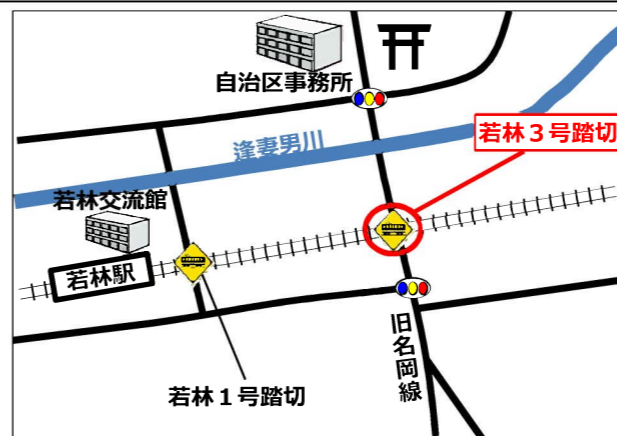 自治区事務所
若林３号踏切
逢妻男川
若林交流館
若林駅
旧名岡線
若林１号踏切